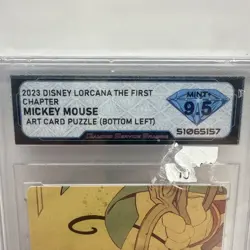 2023 DISNEY LORCANA THE FIRST
CHAPTER
MICKEY MOUSE
ART CARD PUZZLE (BOTTOM LEFT)
MINT+
9.5
51065157